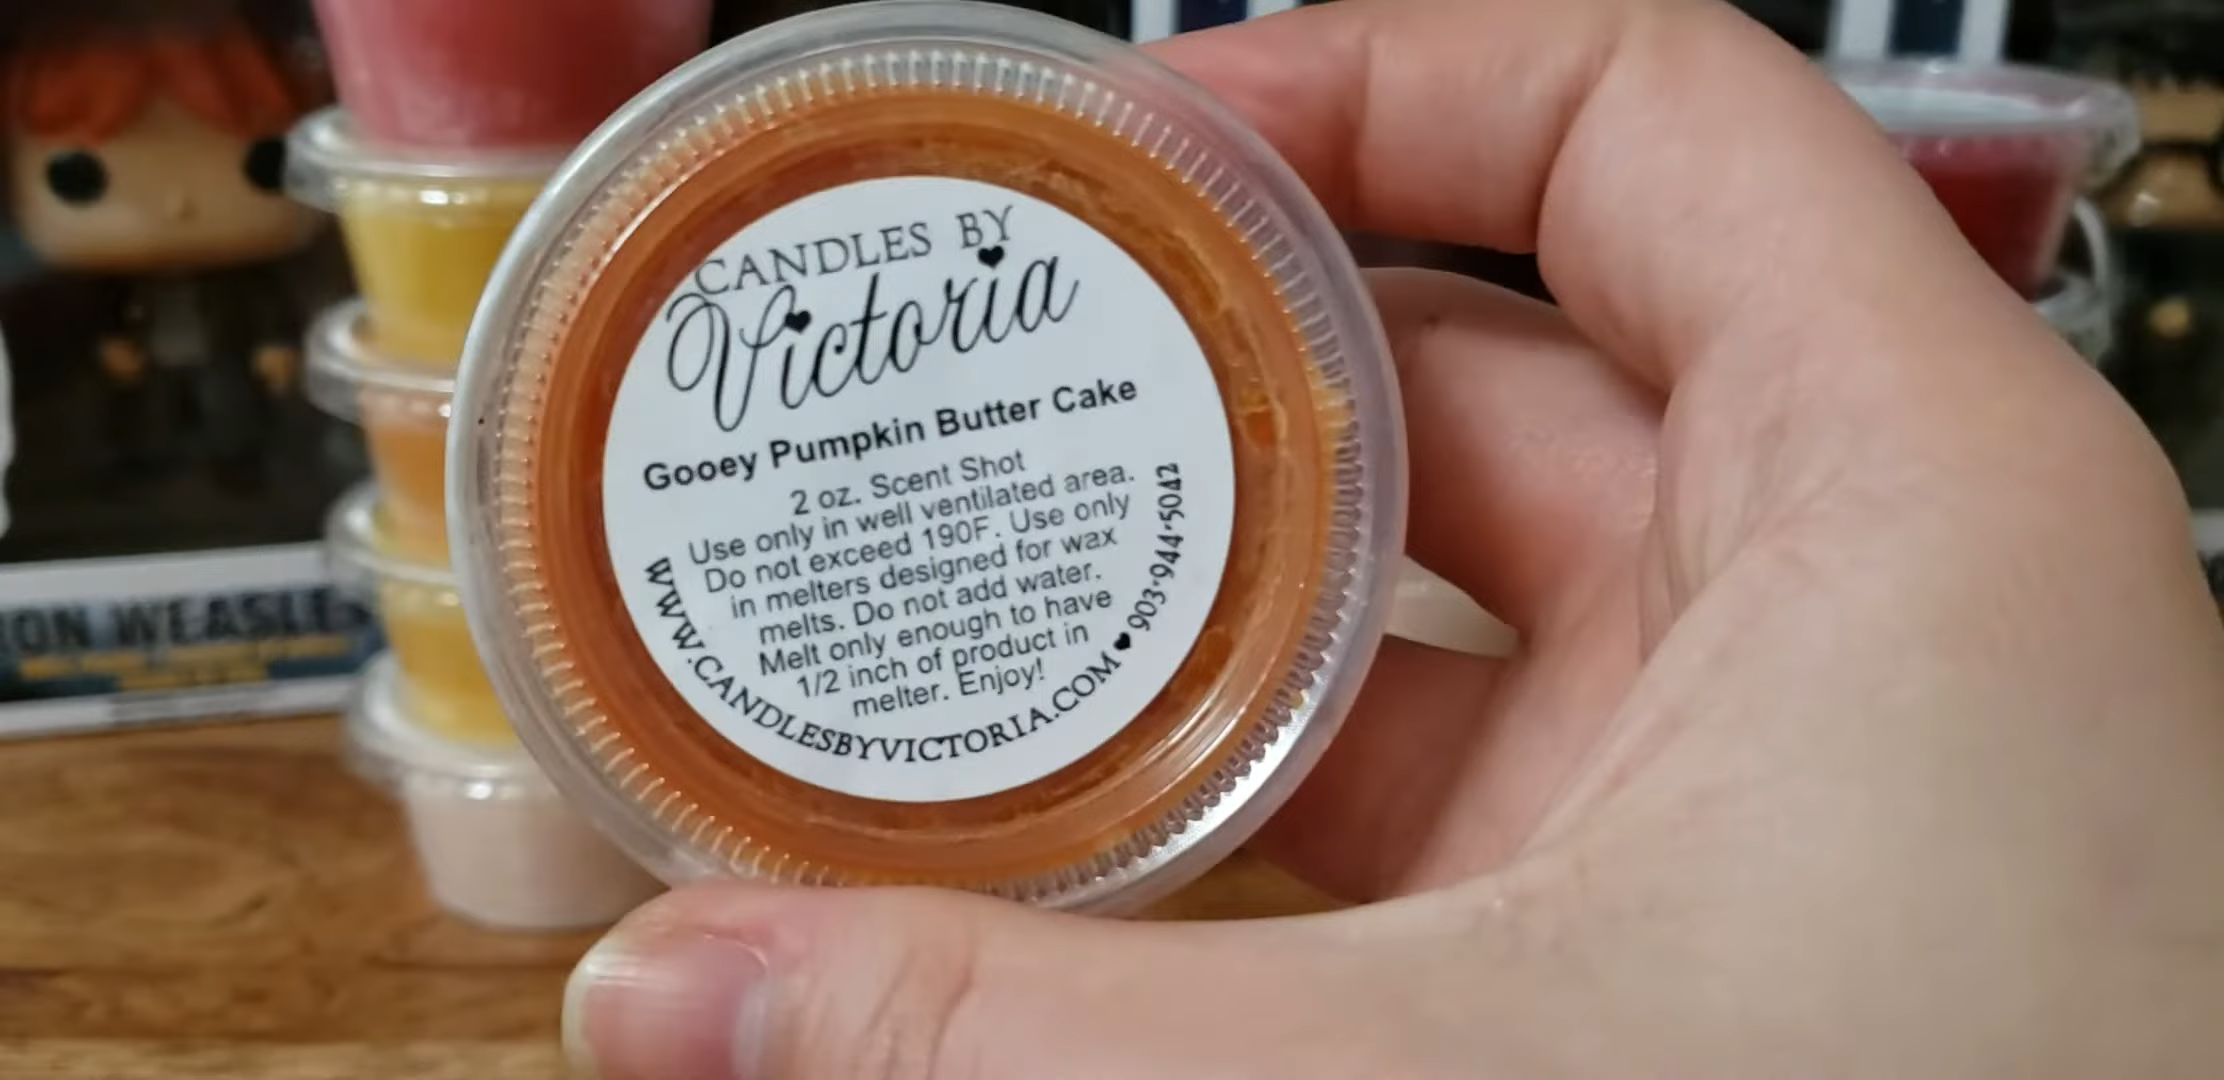 CANDLES BY
Victoria
Gooey Pumpkin Butter Cake
2 oz. Scent Shot
Use only in well ventilated area.
Do not exceed 190F. Use only
in melters designed for wax
melts. Do not add water.
Melt only enough to have
1/2 inch of product in
melter. Enjoy!
WWW.CANDLESBYVICTORIA.COM ♥ 903·944·5042
RON WEASLE